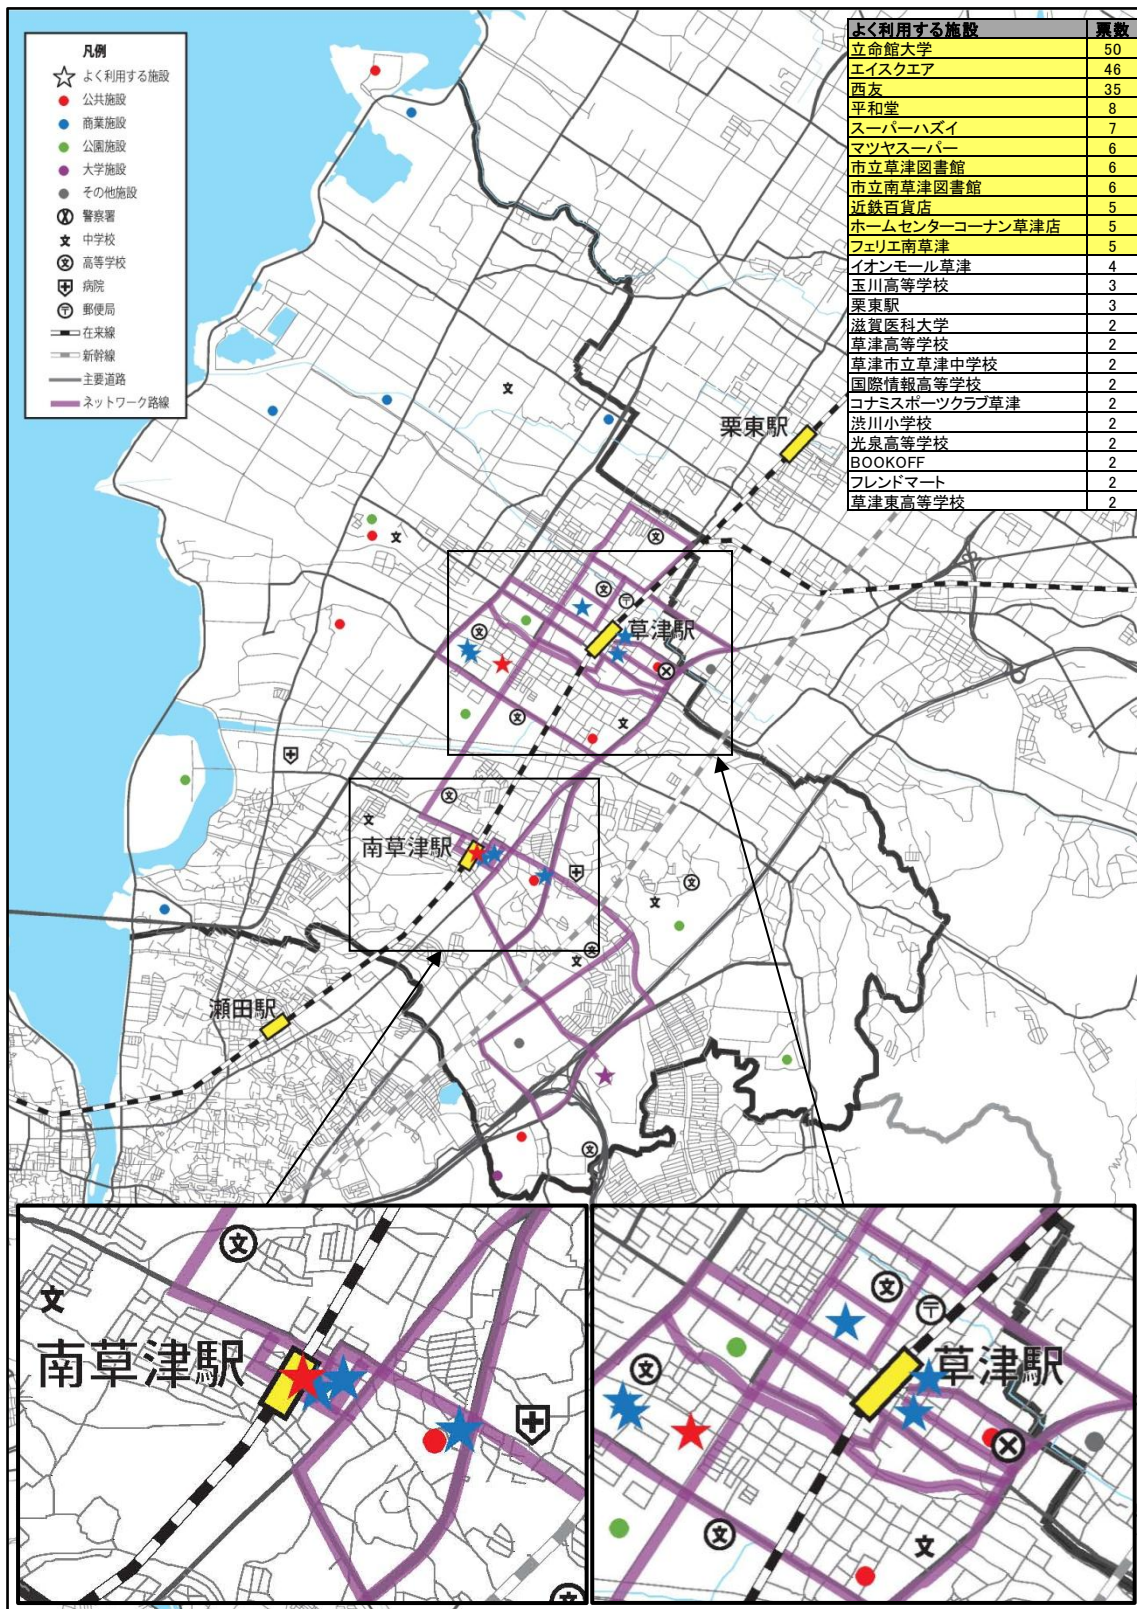 凡例
よく利用する施設
公共施設
商業施設
公園施設
大学施設
その他施設
警察署
中学校
高等学校
病院
郵便局
在来線
新幹線
主要道路
ネットワーク路線
よく利用する施設 票数
立命館大学 50
エイスクエア 46
西友 35
平和堂 8
スーパーハズイ 7
マツヤスーパー 6
市立草津図書館 6
市立南草津図書館 6
近鉄百貨店 5
ホームセンターコーナン草津店 5
フェリエ南草津 5
イオンモール草津 4
玉川高等学校 3
栗東駅 3
滋賀医科大学 2
草津高等学校 2
草津市立草津中学校 2
国際情報高等学校 2
コナミスポーツクラブ草津 2
渋川小学校 2
光泉高等学校 2
BOOKOFF 2
フレンドマート 2
草津東高等学校 2
栗東駅
草津駅
南草津駅
瀬田駅
南草津駅
草津駅